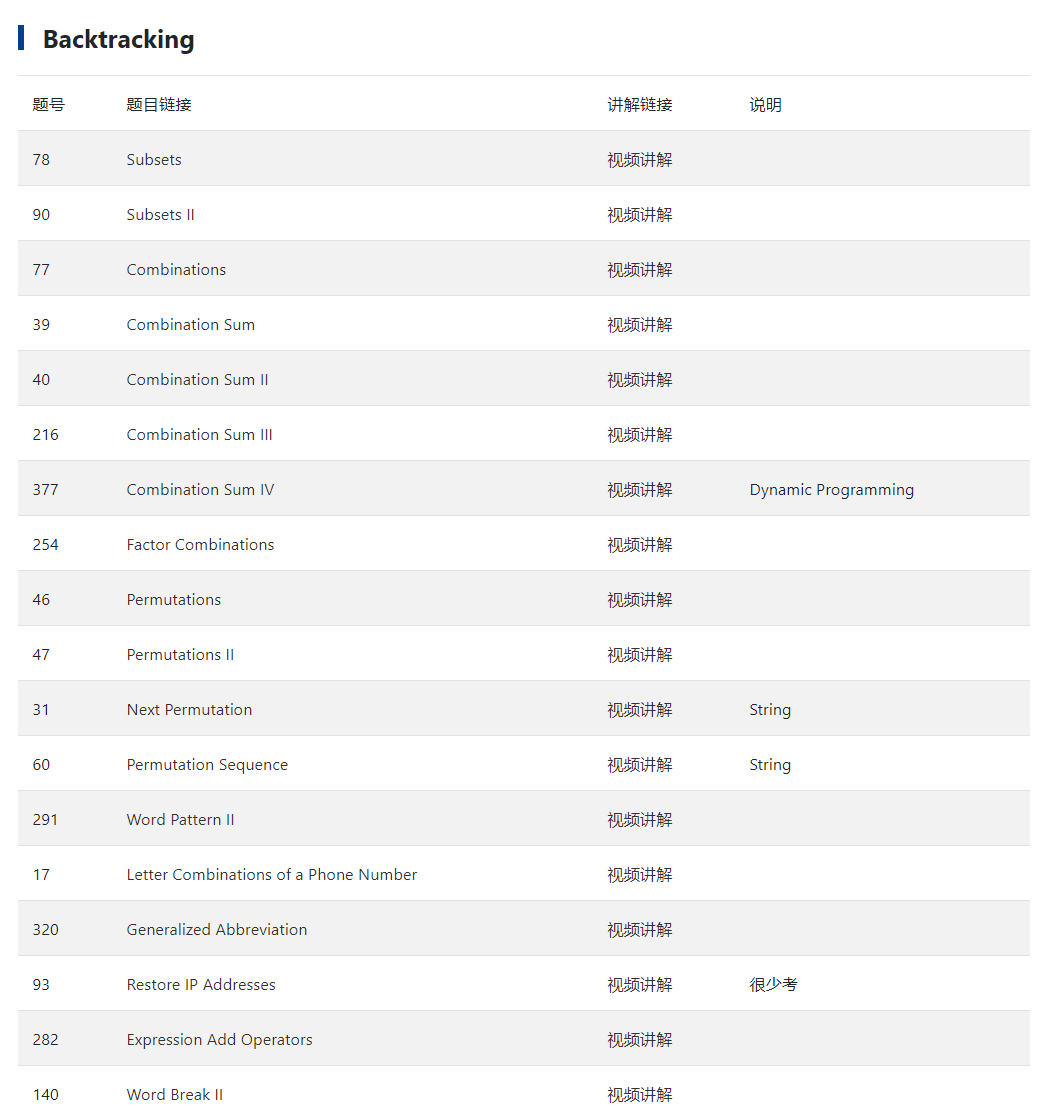 Backtracking
题号 题目链接 讲解链接 说明
78 Subsets 视频讲解
90 Subsets II 视频讲解
77 Combinations 视频讲解
39 Combination Sum 视频讲解
40 Combination Sum II 视频讲解
216 Combination Sum III 视频讲解
377 Combination Sum IV 视频讲解 Dynamic Programming
254 Factor Combinations 视频讲解
46 Permutations 视频讲解
47 Permutations II 视频讲解
31 Next Permutation 视频讲解 String
60 Permutation Sequence 视频讲解 String
291 Word Pattern II 视频讲解
17 Letter Combinations of a Phone Number 视频讲解
320 Generalized Abbreviation 视频讲解
93 Restore IP Addresses 视频讲解 很少考
282 Expression Add Operators 视频讲解
140 Word Break II 视频讲解